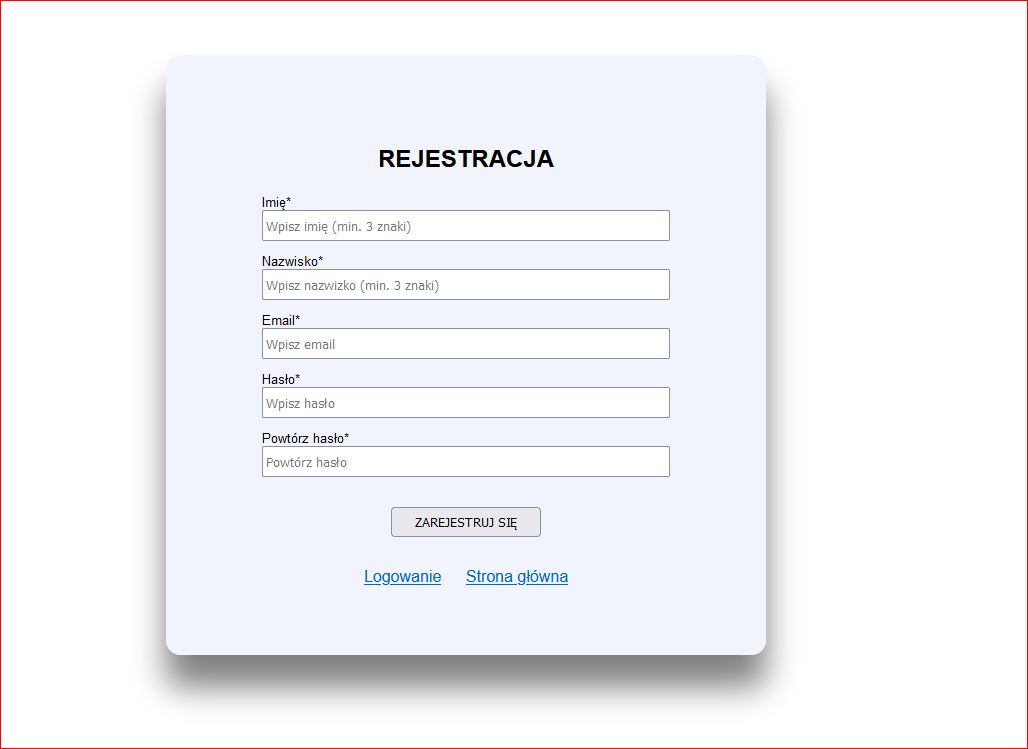 REJESTRACJA
Imię*
Wpisz imię (min. 3 znaki)
Nazwisko*
Wpisz nazwizko (min. 3 znaki)
Email*
Wpisz email
Hasło*
Wpisz hasło
Powtórz hasło*
Powtórz hasło
ZAREJESTRUJ SIĘ
Logowanie Strona główna